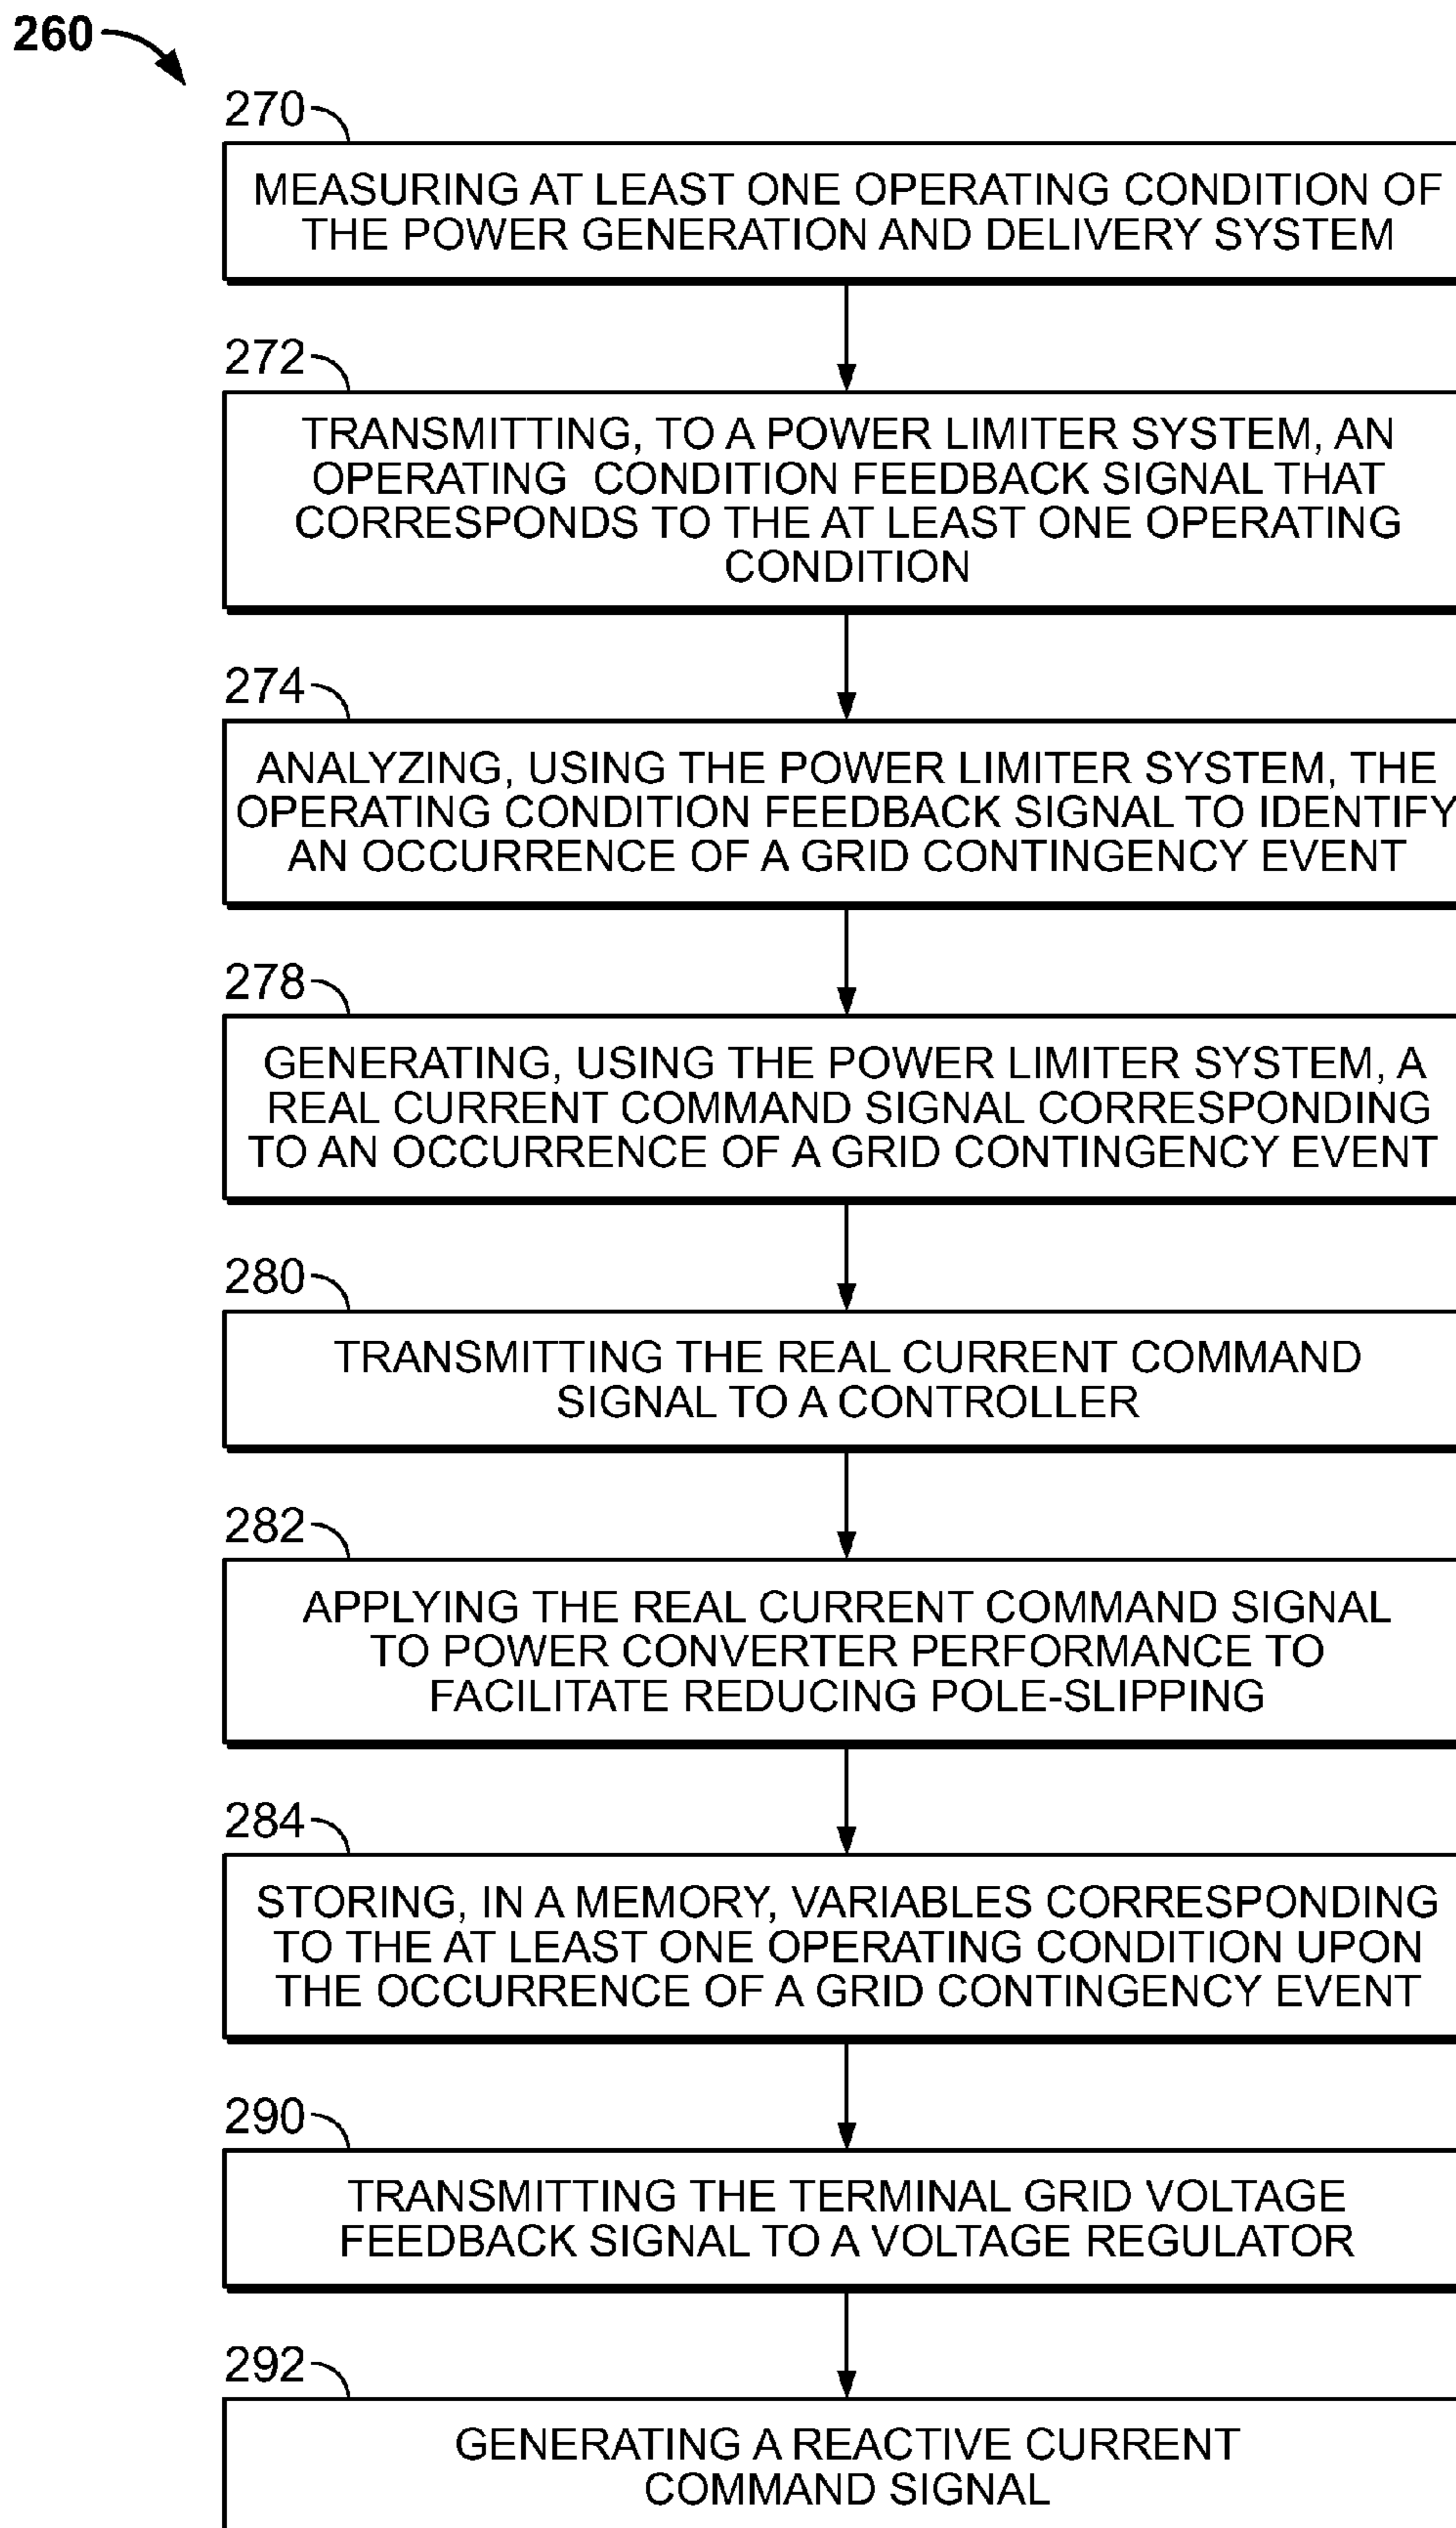 260
270
MEASURING AT LEAST ONE OPERATING CONDITION OF
THE POWER GENERATION AND DELIVERY SYSTEM
272
TRANSMITTING, TO A POWER LIMITER SYSTEM, AN
OPERATING CONDITION FEEDBACK SIGNAL THAT
CORRESPONDS TO THE AT LEAST ONE OPERATING
CONDITION
274
ANALYZING, USING THE POWER LIMITER SYSTEM, THE
OPERATING CONDITION FEEDBACK SIGNAL TO IDENTIFY
AN OCCURRENCE OF A GRID CONTINGENCY EVENT
278
GENERATING, USING THE POWER LIMITER SYSTEM, A
REAL CURRENT COMMAND SIGNAL CORRESPONDING
TO AN OCCURRENCE OF A GRID CONTINGENCY EVENT
280
TRANSMITTING THE REAL CURRENT COMMAND
SIGNAL TO A CONTROLLER
282
APPLYING THE REAL CURRENT COMMAND SIGNAL
TO POWER CONVERTER PERFORMANCE TO
FACILITATE REDUCING POLE-SLIPPING
284
STORING, IN A MEMORY, VARIABLES CORRESPONDING
TO THE AT LEAST ONE OPERATING CONDITION UPON
THE OCCURRENCE OF A GRID CONTINGENCY EVENT
290
TRANSMITTING THE TERMINAL GRID VOLTAGE
FEEDBACK SIGNAL TO A VOLTAGE REGULATOR
292
GENERATING A REACTIVE CURRENT
COMMAND SIGNAL